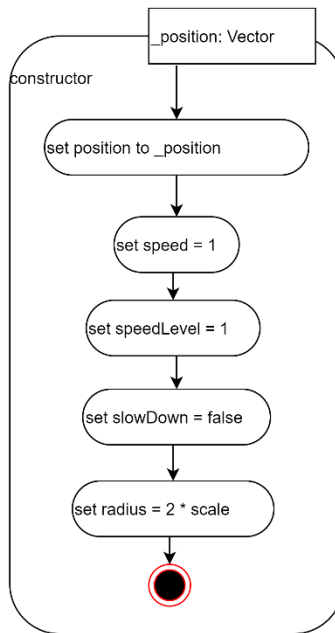 _position: Vector
constructor
set position to _position
set speed = 1
set speedLevel = 1
set slowDown = false
set radius = 2 * scale